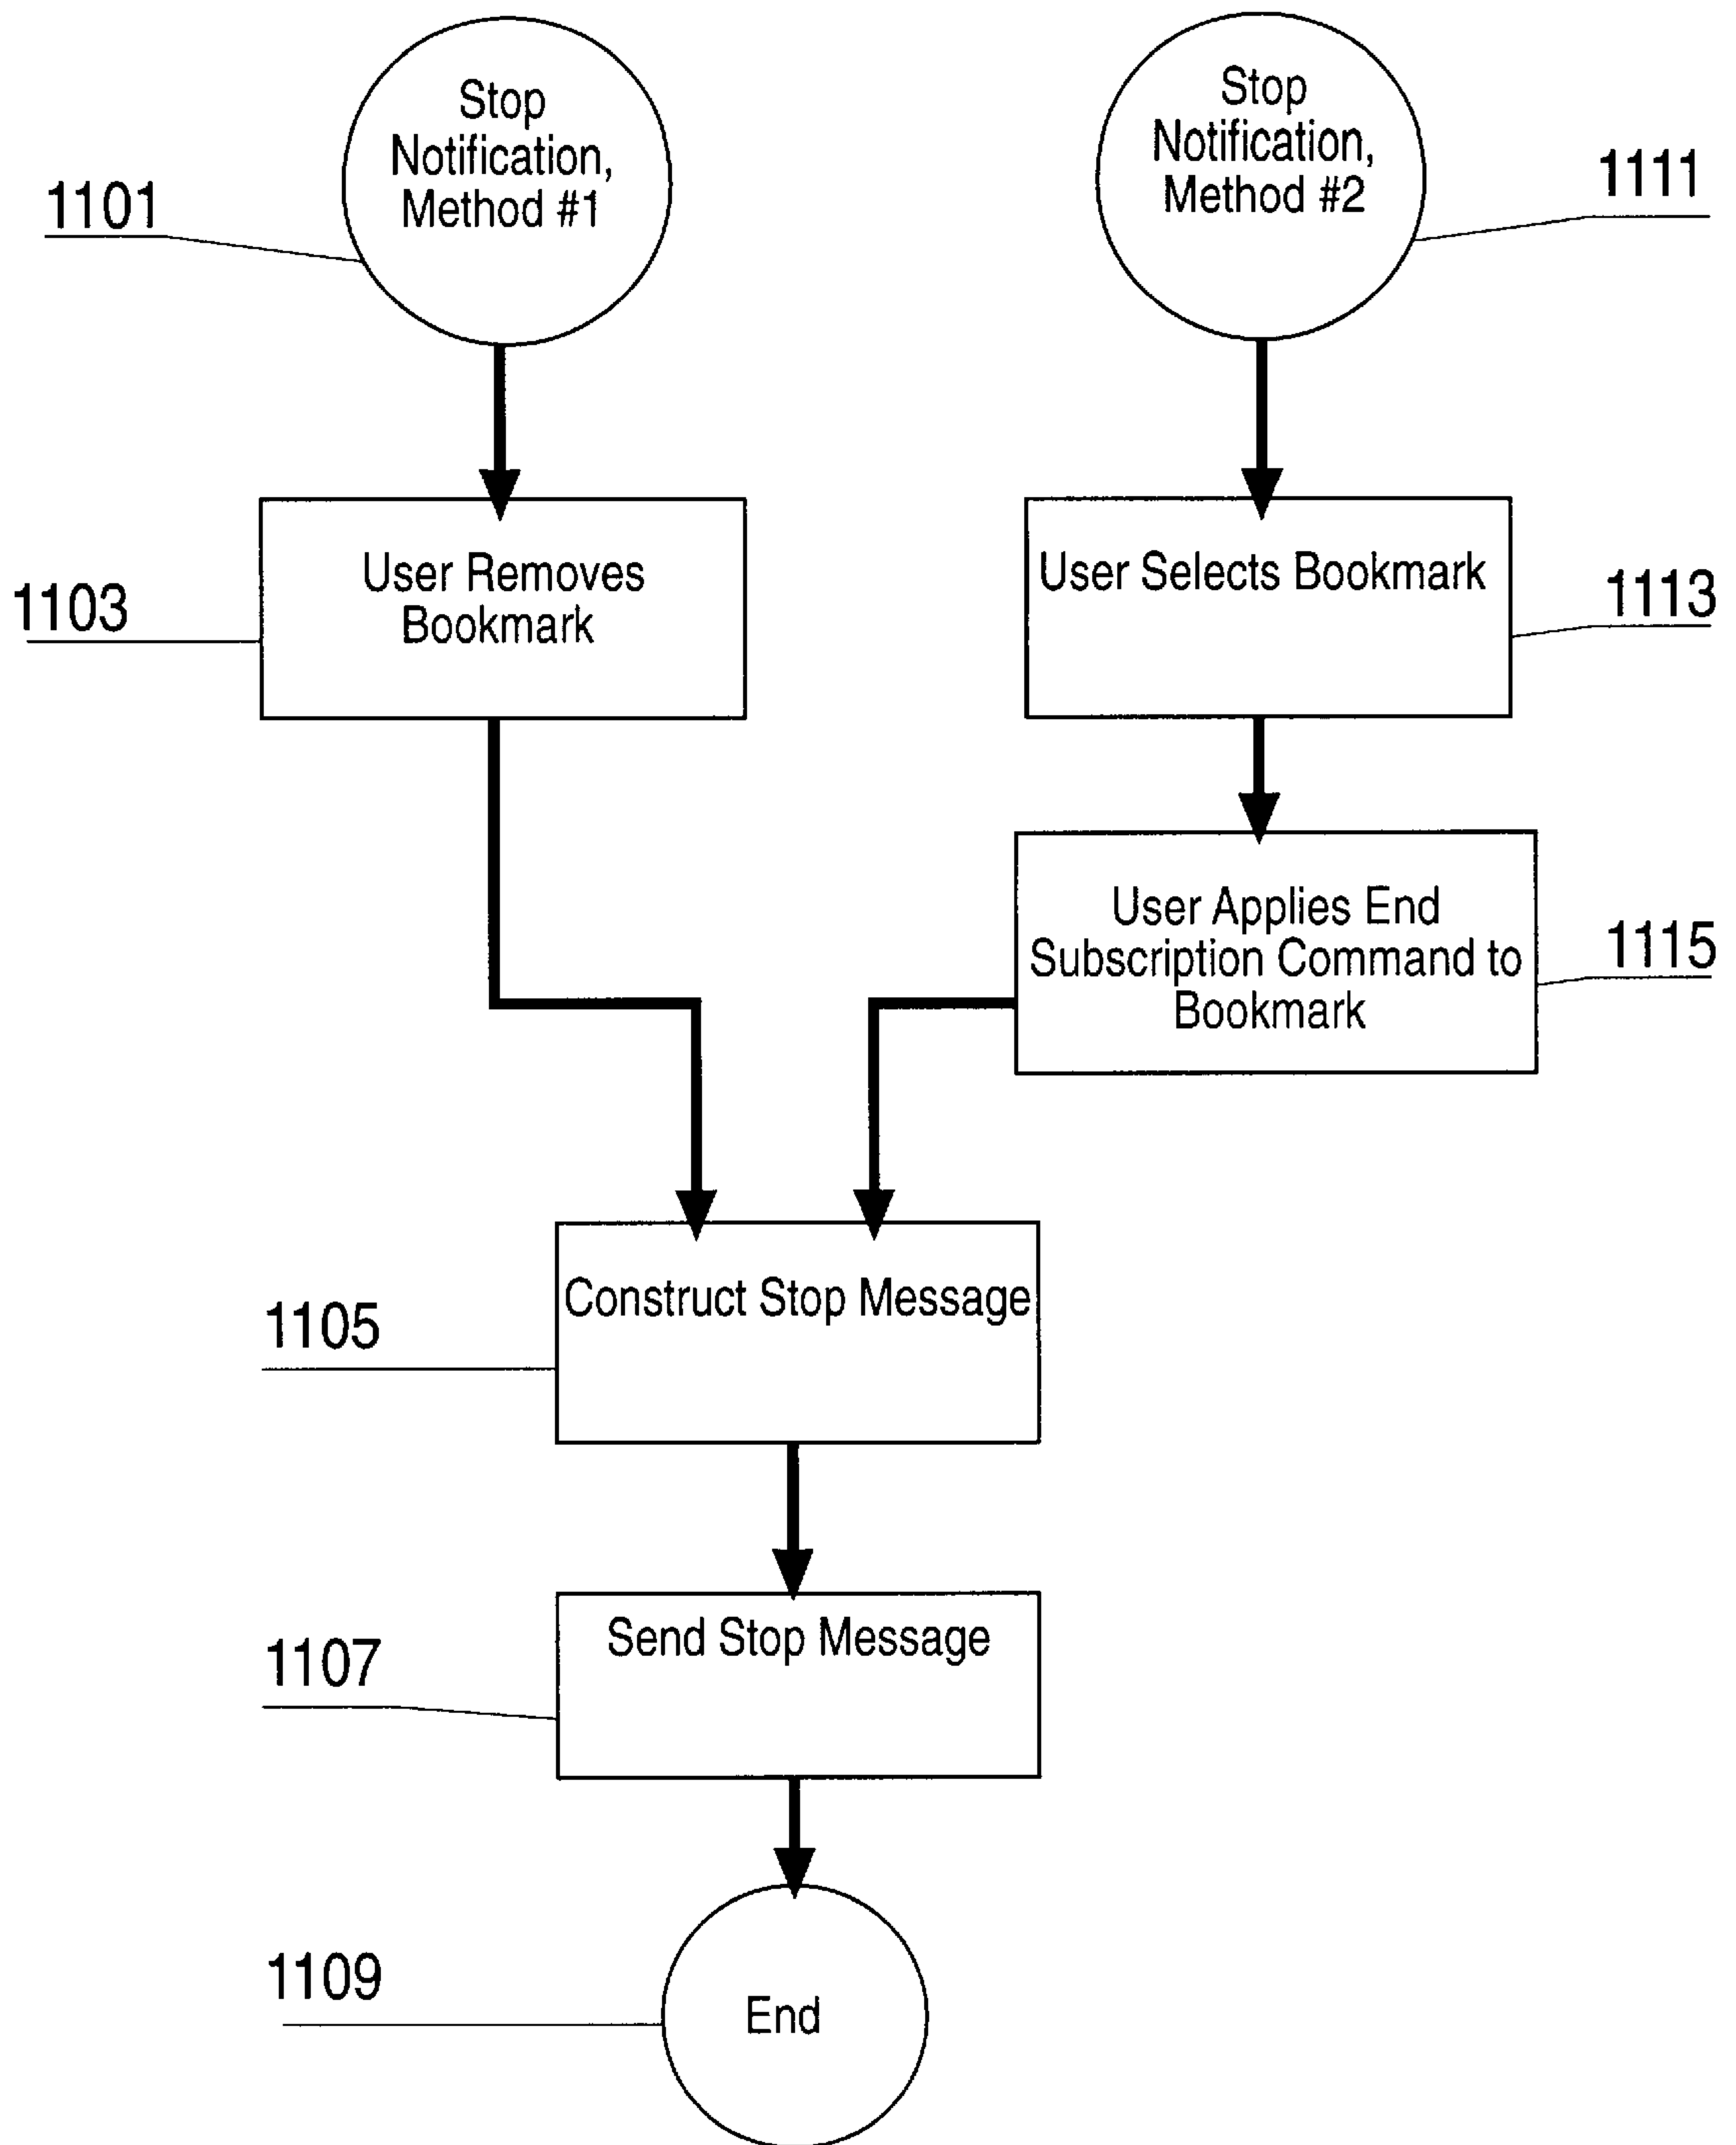 Stop
Notification,
Method #1
1101
Stop
Notification,
Method #2
1111
User Removes
Bookmark
1103
User Selects Bookmark
1113
User Applies End
Subscription Command to
Bookmark
1115
Construct Stop Message
1105
Send Stop Message
1107
End
1109